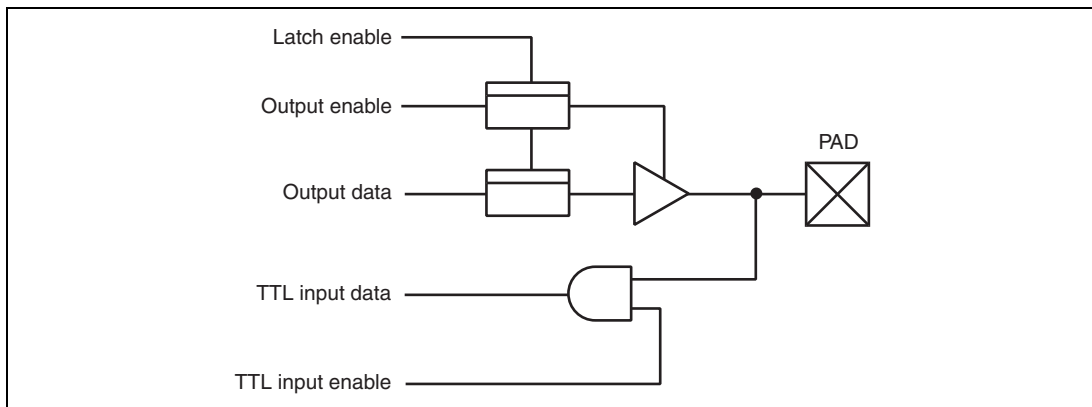 Latch enable
Output enable
PAD
Output data
TTL input data
TTL input enable